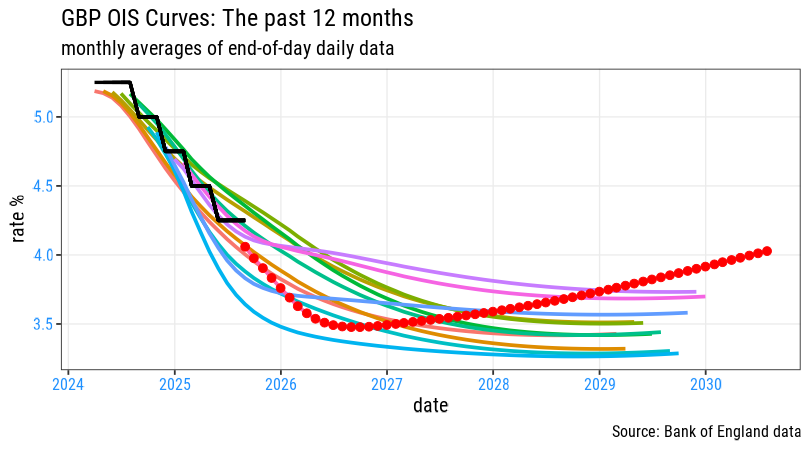 GBP OIS Curves: The past 12 months
monthly averages of end-of-day daily data
rate %
5.0
4.5
4.0
3.5
2024 2025 2026 2027 2028 2029 2030
date
Source: Bank of England data